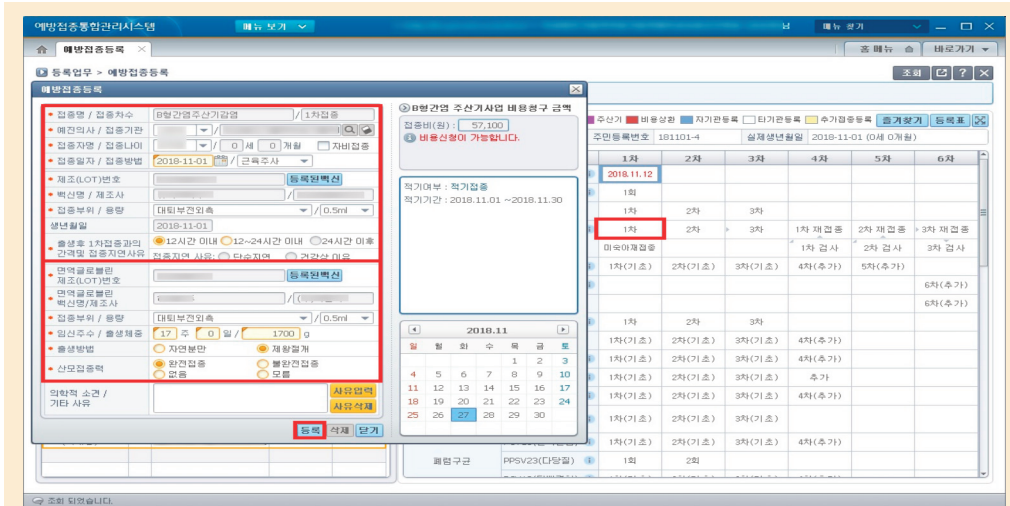 예방접종통합관리시스템 메뉴 보기 메뉴 찾기
예방접종등록 홈 메뉴 바로가기
등록업무 > 예방접종등록 조회 ?
예방접종등록
접종명 / 접종차수 B형간염주산기감염 / 1차접종
예진의사 / 접종기관 /
접종자명 / 접종나이 / 0 세 0 개월 자비접종
접종일자 / 접종방법 2018-11-01 / 근육주사
제조(LOT)번호 등록된백신
백신명 / 제조사 /
접종부위 / 용량 대퇴부전외측 / 0.5ml
생년월일 2018-11-01
출생후 1차접종과의 간격및 접종지연사유 12시간 이내 12~24시간 이내 24시간 이후
접종지연 사유: 단순지연 건강상 이유
면역글로불린 제조(LOT)번호 등록된백신
면역글로불린 백신명/제조사 /
접종부위 / 용량 대퇴부전외측 / 0.5ml
임신주수 / 출생체중 17 주 0 일 / 1700 g
출생방법 자연분만 제왕절개
산모접종력 완전접종 불완전접종
없음 모름
의학적 소견 / 기타 사유 사유입력
사유삭제
등록 삭제 닫기
B형간염 주산기사업 비용청구 금액
접종비(원) : 57,100
비용신청이 가능합니다.
적기여부 : 적기접종
적기기간 : 2018.11.01 ~2018.11.30
2018.11
일 월 화 수 목 금 토
1 2 3
4 5 6 7 8 9 10
11 12 13 14 15 16 17
18 19 20 21 22 23 24
25 26 27 28 29 30
주산기 비용상환 자기관등록 타기관등록 추가접종등록 즐겨찾기 등록표
주민등록번호 181101-4 실제생년월일 2018-11-01 (0세 0개월)
1차 2차 3차 4차 5차 6차
2018.11.12
1회
1차 2차 3차
1차 2차 3차 1차 재접종 2차 재접종 3차 재접종
미숙아재접종 1차 검사 2차 검사 3차 검사
1차(기초) 2차(기초) 3차(기초) 4차(추가) 5차(추가)
6차(추가)
6차(추가)
1차 2차 3차
1차(기초) 2차(기초) 3차(기초) 4차(추가)
1차(기초) 2차(기초) 3차(기초) 4차(추가)
1차(기초) 2차(기초) 3차(기초) 추가
1차(기초) 2차(기초) 3차(기초) 4차(추가)
1차(기초) 2차(기초) 3차(기초)
1차(기초) 2차(기초) 3차(기초) 4차(추가)
폐렴구균 PPSV23(다당질) 1회 2회
조회 되었습니다.